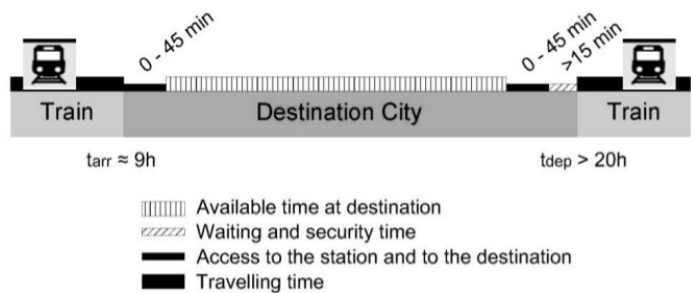 0 - 45 min
0 - 45 min
>15 min
Train
Destination City
Train
tarr ≈ 9h
tdep > 20h
Available time at destination
Waiting and security time
Access to the station and to the destination
Travelling time